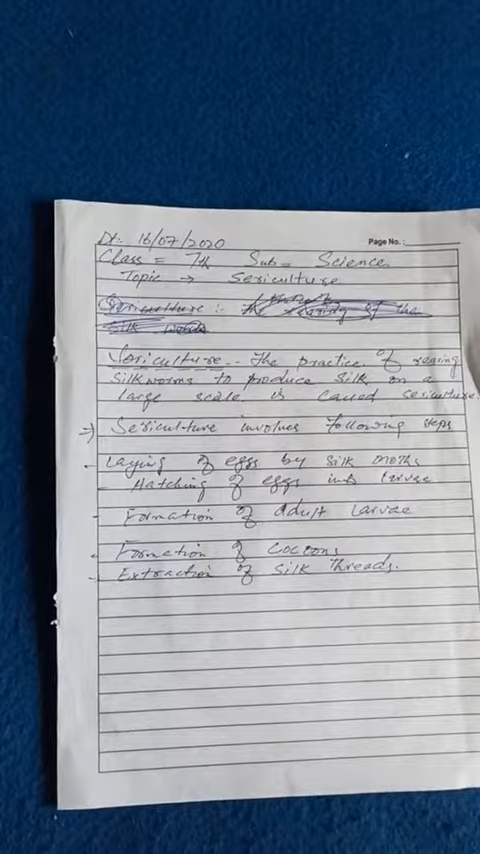 Dt:- 16/07/2020
Page No.:
Class = 7th Sub = Science
Topic → Sericulture
Sericulture :- the rearing of the
silk
Sericulture - The practice of reaging
silkworms to produce silk on a
large scale is called sericulture.
→) Sericulture involves following steps
- Laying of eggs by silk moths
- Hatching of eggs into larvae
- Formation of adult larvae
- Formation of cocoons
- Extraction of silk threads.